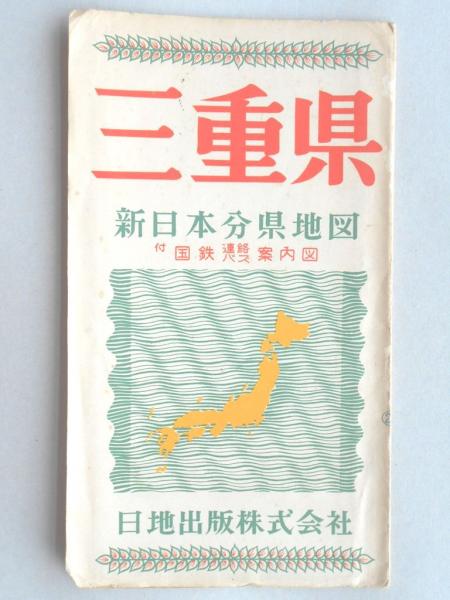 三重県
新日本分県地図
付 国鉄 連絡バス 案内図
日地出版株式会社